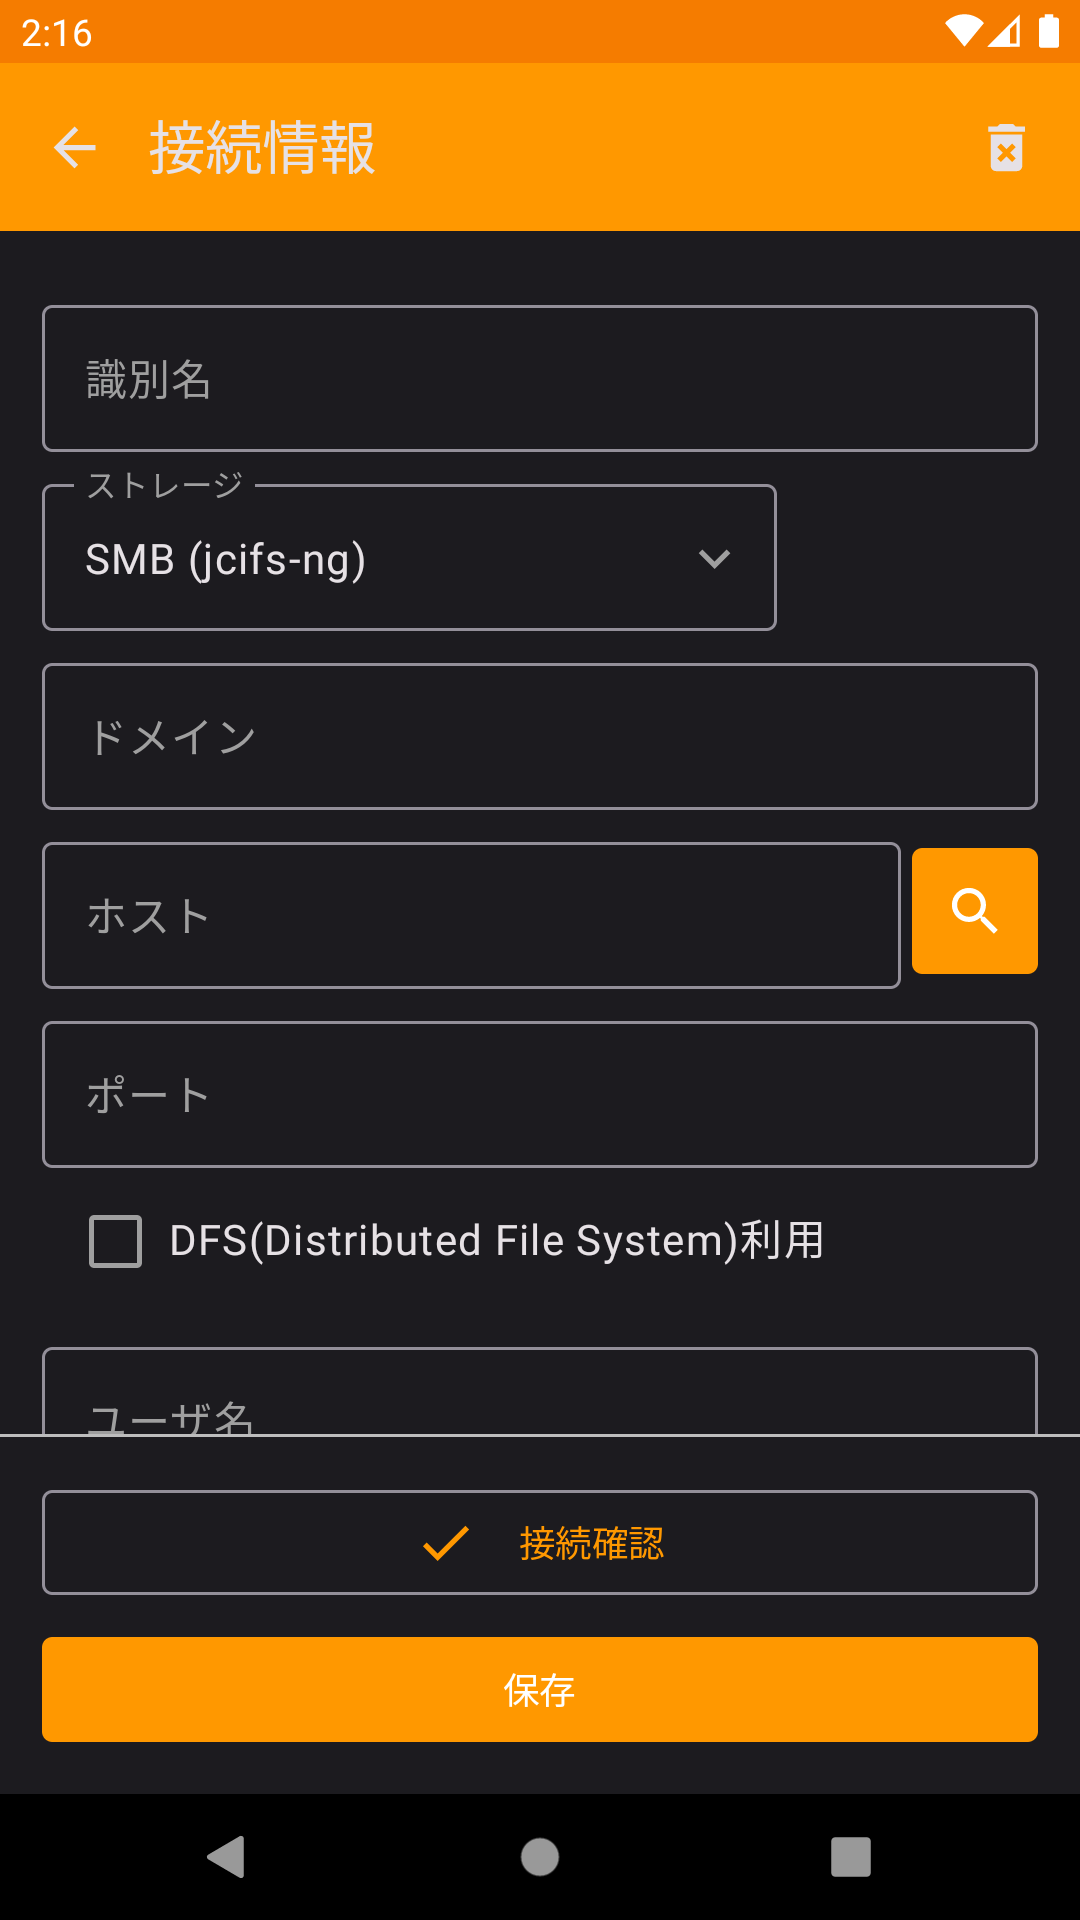 2:16
接続情報
識別名
ストレージ
SMB (jcifs-ng)
ドメイン
ホスト
ポート
DFS(Distributed File System)利用
ユーザ名
接続確認
保存